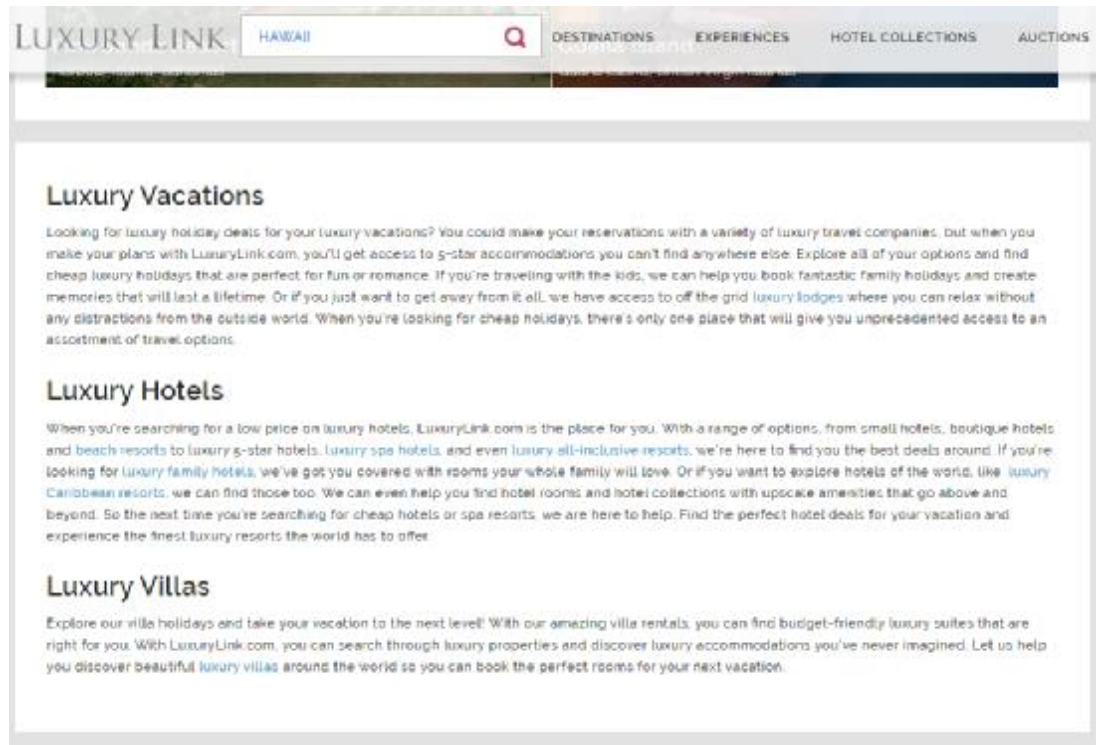 LUXURY LINK
HAWAII
DESTINATIONS
EXPERIENCES
HOTEL COLLECTIONS
AUCTIONS
Luxury Vacations
Looking for luxury holiday deals for your luxury vacations? You could make your reservations with a variety of luxury travel companies, but when you
make your plans with LuxuryLink.com, you'll get access to 5-star accommodations you can't find anywhere else. Explore all of your options and find
cheap luxury holidays that are perfect for fun or romance. If you're traveling with the kids, we can help you book fantastic family holidays and create
memories that will last a lifetime. Or if you just want to get away from it all, we have access to off the grid luxury lodges where you can relax without
any distractions from the outside world. When you're looking for cheap holidays, there's only one place that will give you unprecedented access to an
assortment of travel options.
Luxury Hotels
When you're searching for a low price on luxury hotels, LuxuryLink.com is the place for you. With a range of options, from small hotels, boutique hotels
and beach resorts to luxury 5-star hotels, luxury spa hotels, and even luxury all-inclusive resorts, we're here to find you the best deals around. If you're
looking for luxury family hotels, we've got you covered with rooms your whole family will love. Or if you want to explore hotels of the world, like luxury
Caribbean resorts, we can find those too. We can even help you find hotel rooms and hotel collections with upscale amenities that go above and
beyond. So the next time you're searching for cheap hotels or spa resorts, we are here to help. Find the perfect hotel deals for your vacation and
experience the finest luxury resorts the world has to offer.
Luxury Villas
Explore our villa holidays and take your vacation to the next level! With our amazing villa rentals, you can find budget-friendly luxury suites that are
right for you. With LuxuryLink.com, you can search through luxury properties and discover luxury accommodations you've never imagined. Let us help
you discover beautiful luxury villas around the world so you can book the perfect rooms for your next vacation.